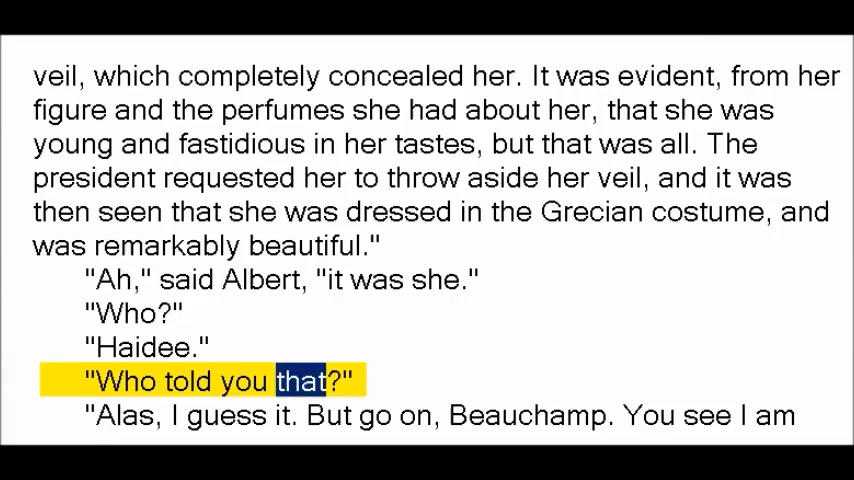 veil, which completely concealed her. It was evident, from her
figure and the perfumes she had about her, that she was
young and fastidious in her tastes, but that was all. The
president requested her to throw aside her veil, and it was
then seen that she was dressed in the Grecian costume, and
was remarkably beautiful."
"Ah," said Albert, "it was she."
"Who?"
"Haidee."
"Who told you that?"
"Alas, I guess it. But go on, Beauchamp. You see I am